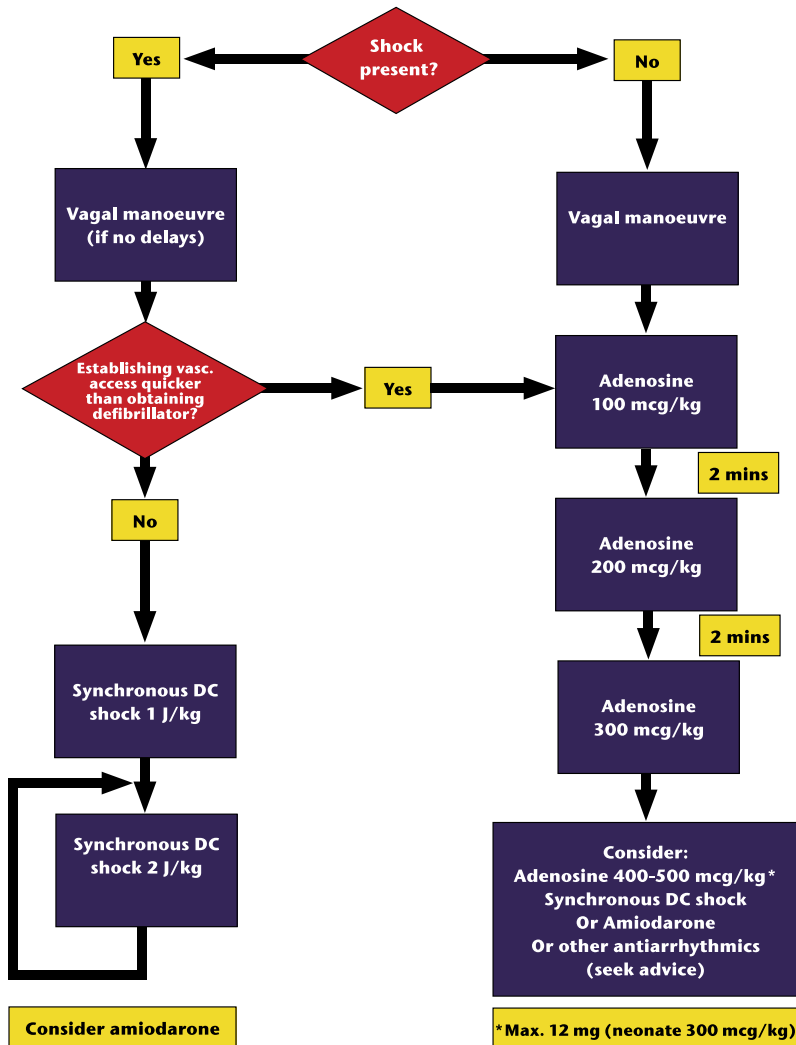 Shock
present?
Yes
No
Vagal manoeuvre
(if no delays)
Vagal manoeuvre
Establishing vasc.
access quicker
than obtaining
defibrillator?
Yes
Adenosine
100 mcg/kg
2 mins
No
Adenosine
200 mcg/kg
2 mins
Synchronous DC
shock 1 J/kg
Adenosine
300 mcg/kg
Synchronous DC
shock 2 J/kg
Consider:
Adenosine 400-500 mcg/kg*
Synchronous DC shock
Or Amiodarone
Or other antiarrhythmics
(seek advice)
Consider amiodarone
*Max. 12 mg (neonate 300 mcg/kg)